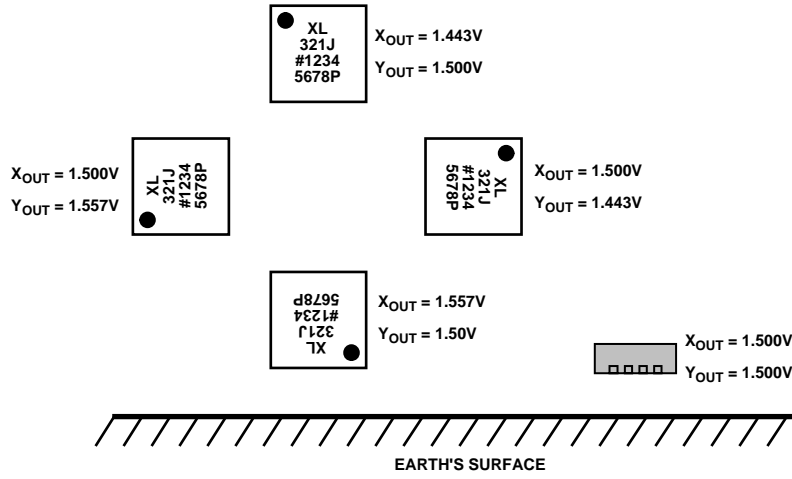 XL
321J
#1234
5678P
XOUT = 1.443V
YOUT = 1.500V
XOUT = 1.500V
YOUT = 1.557V
XL
321J
#1234
5678P
XL
321J
#1234
5678P
XOUT = 1.500V
YOUT = 1.443V
XL
321J
#1234
5678P
XOUT = 1.557V
YOUT = 1.50V
XOUT = 1.500V
YOUT = 1.500V
EARTH'S SURFACE